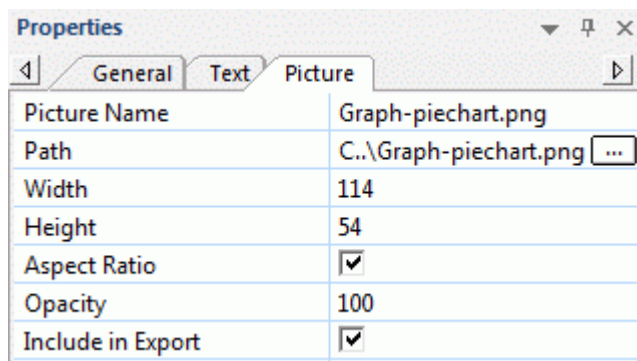 Properties
General Text Picture
Picture Name Graph-piechart.png
Path C..\Graph-piechart.png ...
Width 114
Height 54
Aspect Ratio
Opacity 100
Include in Export